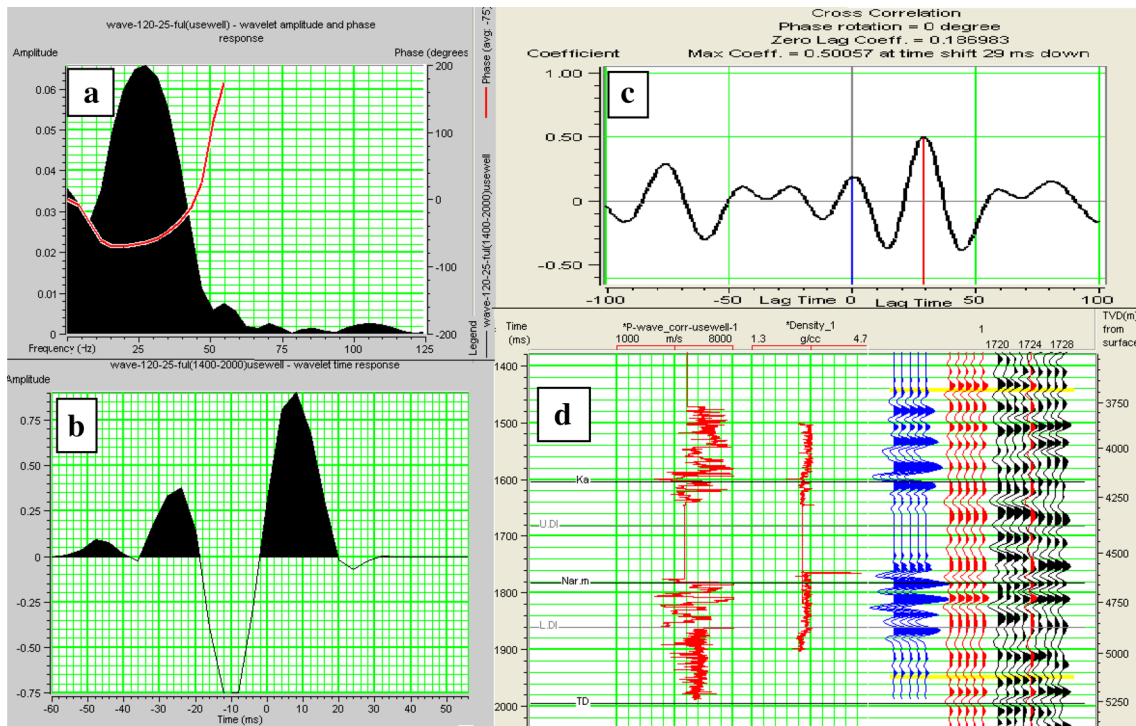 wave-120-25-ful(usewell) - wavelet amplitude and phase
response
Amplitude
Phase (degrees
a
0.06
0.05
0.04
0.03
0.02
0.01
0
200
100
0
-100
-200
0 25 50 75 100 125
Frequency (Hz)
Phase (avg: -75)
wave-120-25-ful(1400-2000)usewell
Legend
wave-120-25-ful(1400-2000)usewell - wavelet time response
Amplitude
b
0.75
0.50
0.25
0
-0.25
-0.50
-0.75
-60 -50 -40 -30 -20 -10 0 10 20 30 40 50
Time (ms)
Cross Correlation
Phase rotation = 0 degree
Zero Lag Coeff. = 0.186983
Max Coeff. = 0.50057 at time shift 29 ms down
Coefficient
c
1.00
0.50
0
-0.50
-100 -50 0 50 100
Lag Time Lag Time
Time
(ms)
*P-wave_corr-usewell-1
1000 m/s 8000
*Density_1
1.3 g/cc 4.7
1
1720 1724 1728
TVD(m)
from
surface
d
1400
1500
1600
1700
1800
1900
2000
Ka
U.DI
Nar.m
L.DI
TD
3750
4000
4250
4500
4750
5000
5250